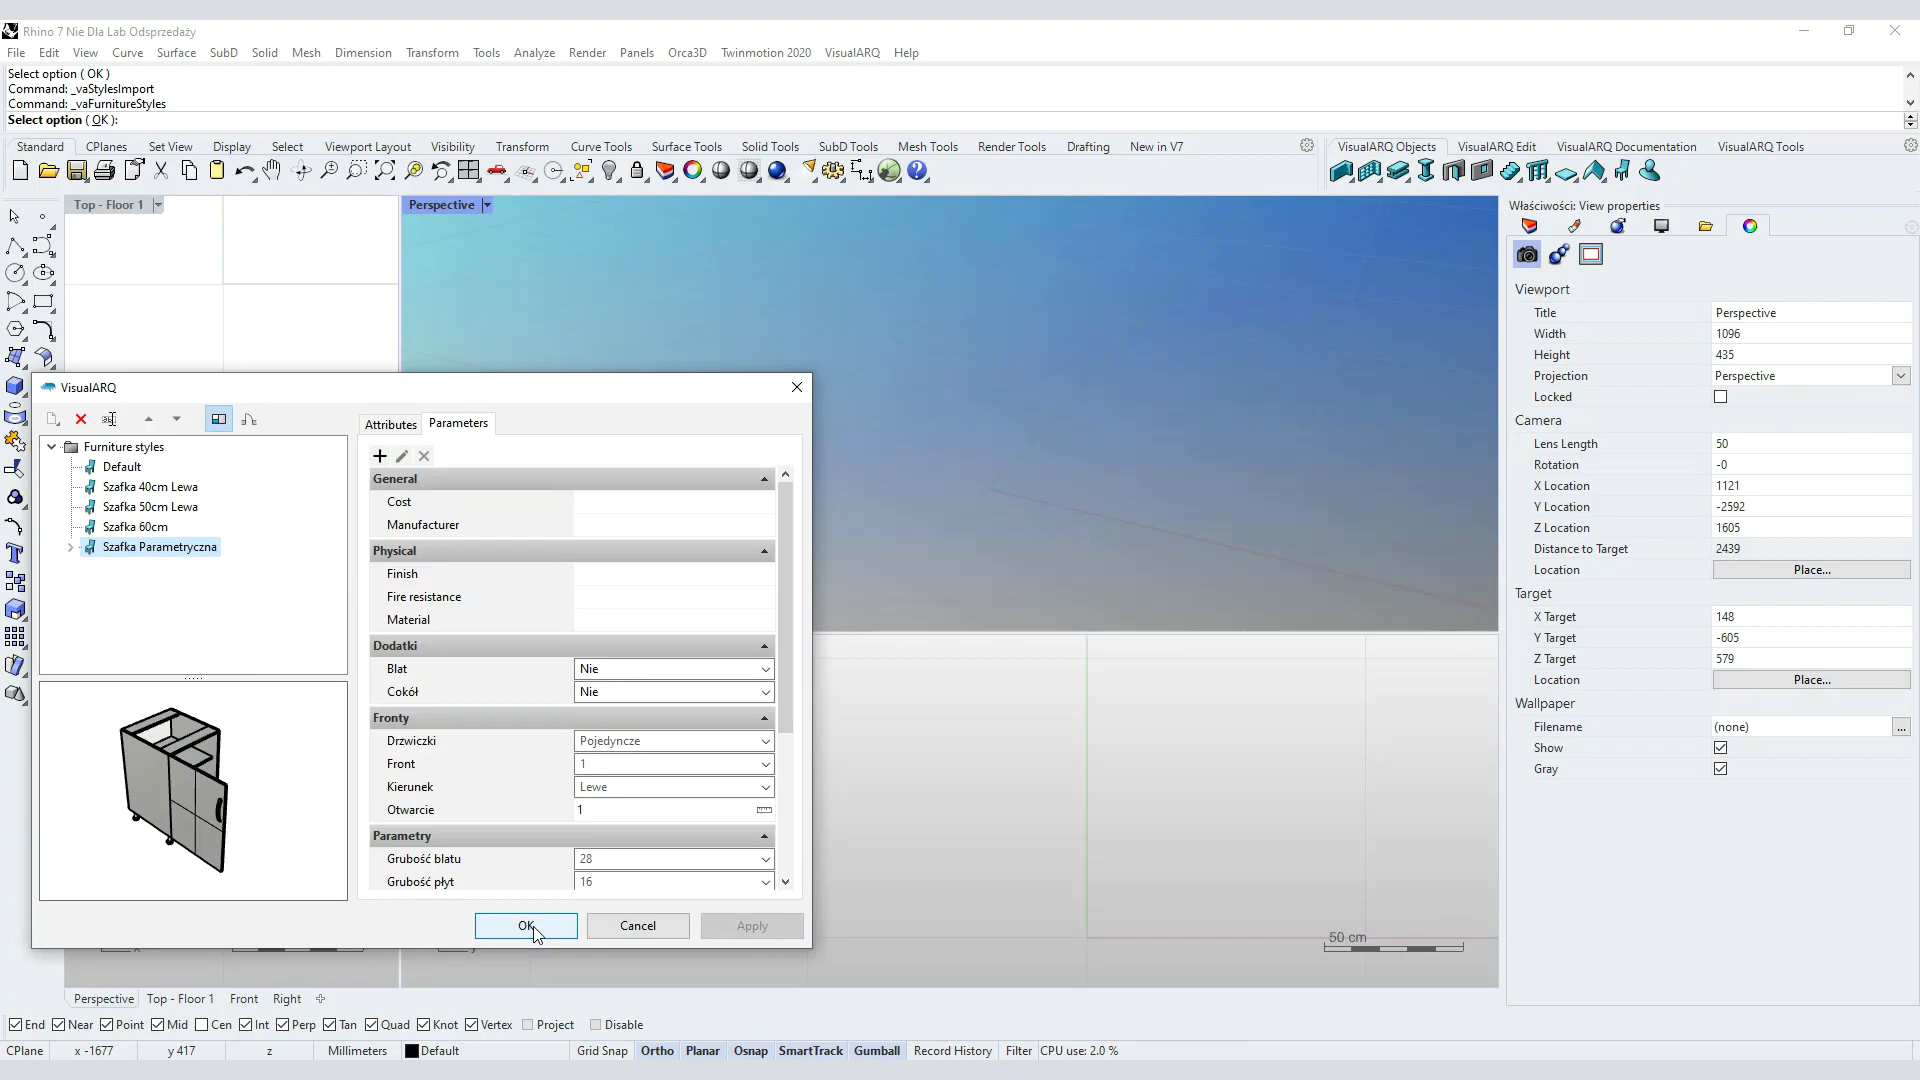 Rhino 7 Nie Dla Lab Odsprzedaży
File Edit View Curve Surface SubD Solid Mesh Dimension Transform Tools Analyze Render Panels Orca3D Twinmotion 2020 VisualARQ Help
Select option ( OK )
Command: _vaStylesImport
Command: _vaFurnitureStyles
Select option ( OK ):
Standard CPlanes Set View Display Select Viewport Layout Visibility Transform Curve Tools Surface Tools Solid Tools SubD Tools Mesh Tools Render Tools Drafting New in V7
VisualARQ Objects VisualARQ Edit VisualARQ Documentation VisualARQ Tools
Top - Floor 1
Perspective
VisualARQ
Furniture styles
Default
Szafka 40cm Lewa
Szafka 50cm Lewa
Szafka 60cm
Szafka Parametryczna
Attributes Parameters
General
Cost
Manufacturer
Physical
Finish
Fire resistance
Material
Dodatki
Blat Nie
Cokół Nie
Fronty
Drzwiczki Pojedyncze
Front 1
Kierunek Lewe
Otwarcie 1
Parametry
Grubość blatu 28
Grubość płyt 16
OK Cancel Apply
50 cm
Właściwości: View properties
Viewport
Title Perspective
Width 1096
Height 435
Projection Perspective
Locked
Camera
Lens Length 50
Rotation -0
X Location 1121
Y Location -2592
Z Location 1605
Distance to Target 2439
Location Place...
Target
X Target 148
Y Target -605
Z Target 579
Location Place...
Wallpaper
Filename (none) ...
Show
Gray
Perspective Top - Floor 1 Front Right
End Near Point Mid Cen Int Perp Tan Quad Knot Vertex Project Disable
CPlane x -1677 y 417 z Millimeters Default Grid Snap Ortho Planar Osnap SmartTrack Gumball Record History Filter CPU use: 2.0 %